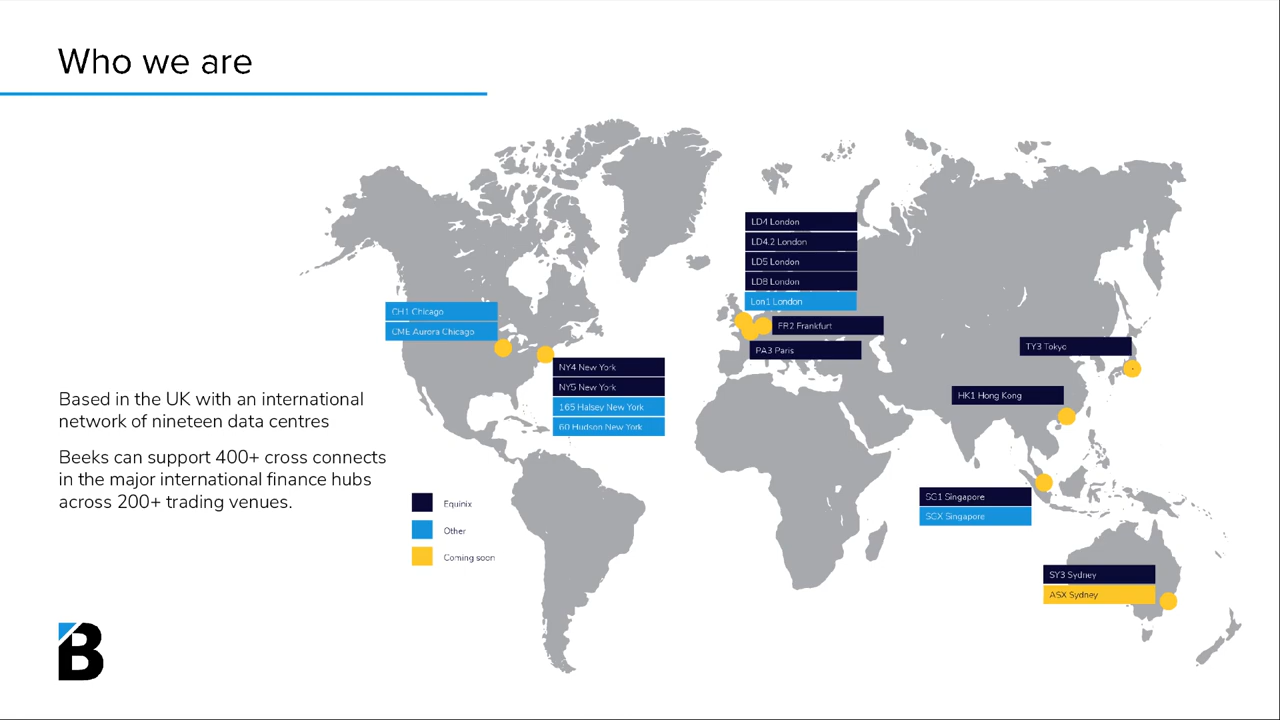 Who we are
LD4 London
LD4.2 London
LD5 London
LD8 London
Lon1 London
CH1 Chicago
CME Aurora Chicago
FR2 Frankfurt
PA3 Paris
TY3 Tokyo
NY4 New York
NY5 New York
165 Halsey New York
60 Hudson New York
HK1 Hong Kong
Based in the UK with an international
network of nineteen data centres
Beeks can support 400+ cross connects
in the major international finance hubs
across 200+ trading venues.
Equinix
Other
Coming soon
SG1 Singapore
SGX Singapore
SY3 Sydney
ASX Sydney
B